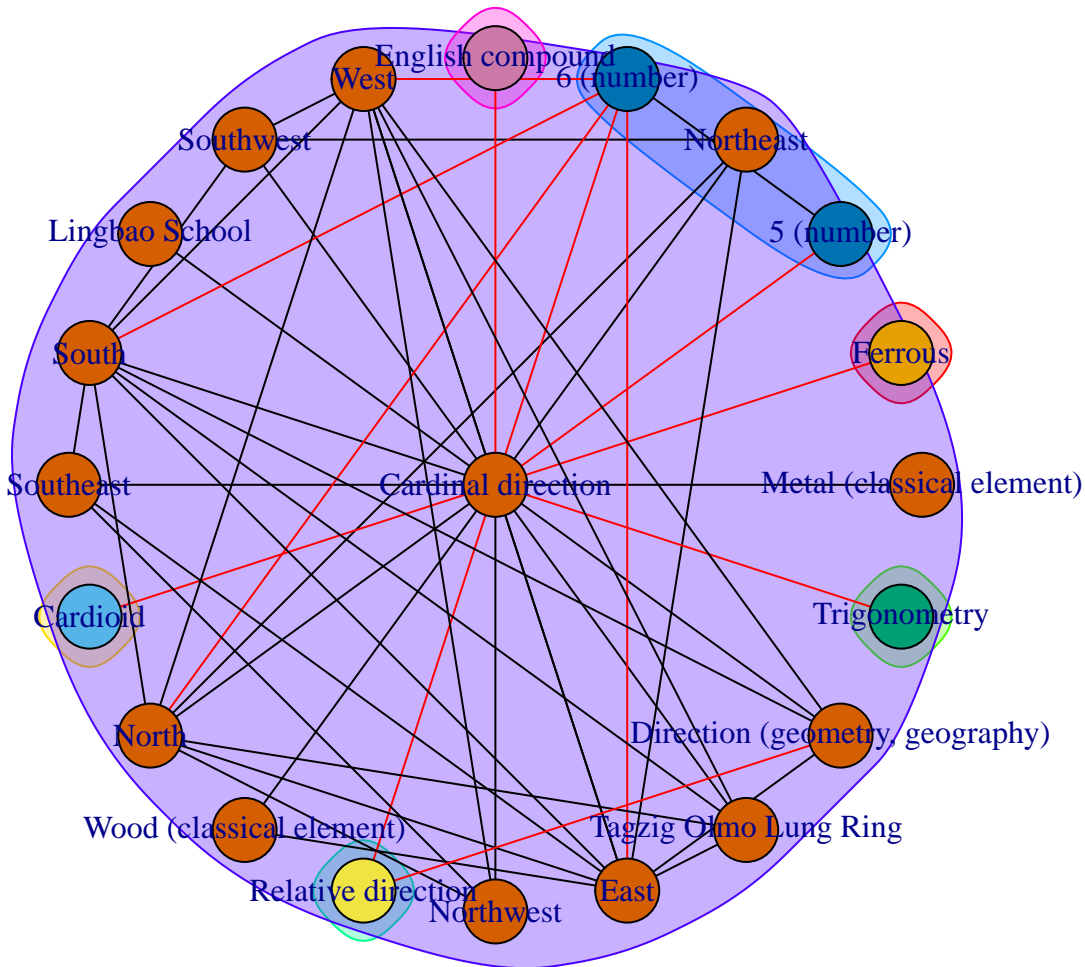 English compound
West
6 (number)
Southwest
Northeast
Lingbao School
5 (number)
South
Ferrous
Southeast
Cardinal direction
Metal (classical element)
Cardioid
Trigonometry
North
Direction (geometry, geography)
Wood (classical element)
Tagzig Olmo Lung Ring
Relative direction
East
Northwest